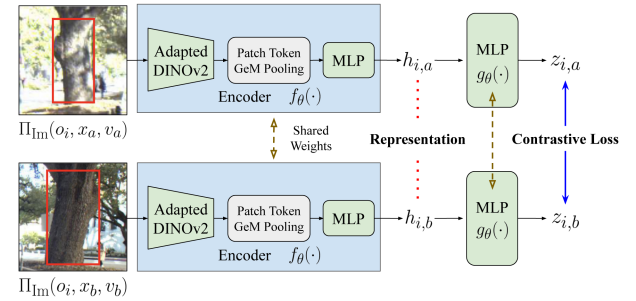 Adapted
DINOv2
Patch Token
GeM Pooling
MLP
Encoder f_θ(·)
h_{i,a}
MLP
g_θ(·)
z_{i,a}
Π_Im(o_i, x_a, v_a)
Shared
Weights
Representation
Contrastive Loss
Adapted
DINOv2
Patch Token
GeM Pooling
MLP
Encoder f_θ(·)
h_{i,b}
MLP
g_θ(·)
z_{i,b}
Π_Im(o_i, x_b, v_b)